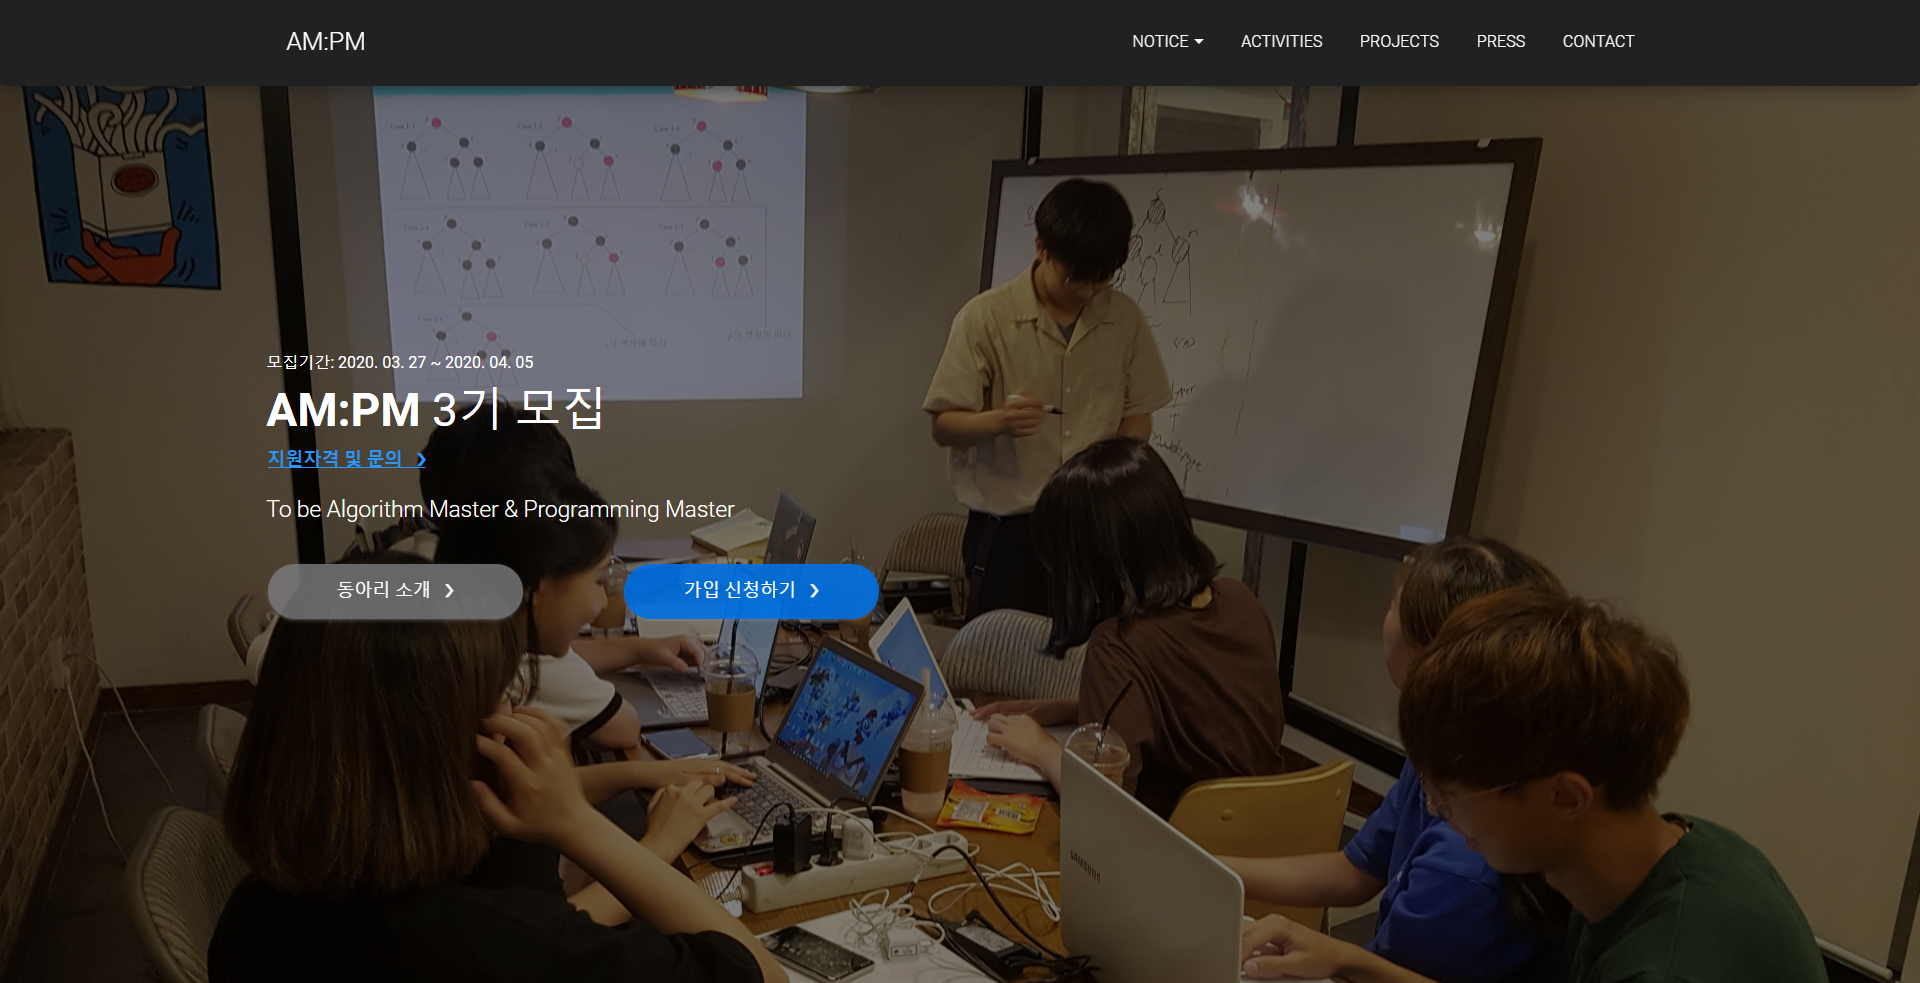 AM:PM
NOTICE ACTIVITIES PROJECTS PRESS CONTACT
모집기간: 2020. 03. 27 ~ 2020. 04. 05
AM:PM 3기 모집
지원자격 및 문의 ❯
To be Algorithm Master & Programming Master
동아리 소개 ❯
가입 신청하기 ❯
SAMSUNG